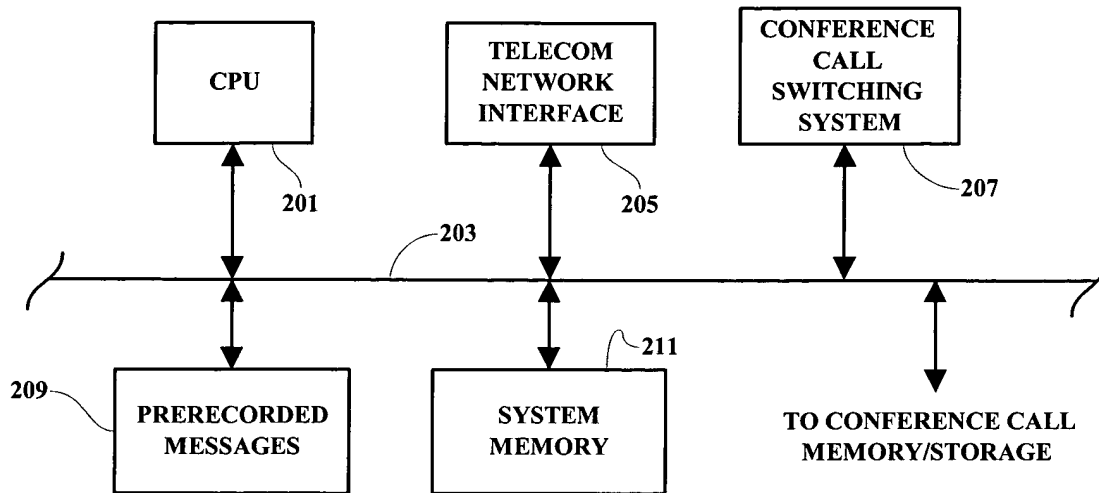 CPU
201
TELECOM
NETWORK
INTERFACE
205
CONFERENCE
CALL
SWITCHING
SYSTEM
207
203
209
PRERECORDED
MESSAGES
211
SYSTEM
MEMORY
TO CONFERENCE CALL
MEMORY/STORAGE